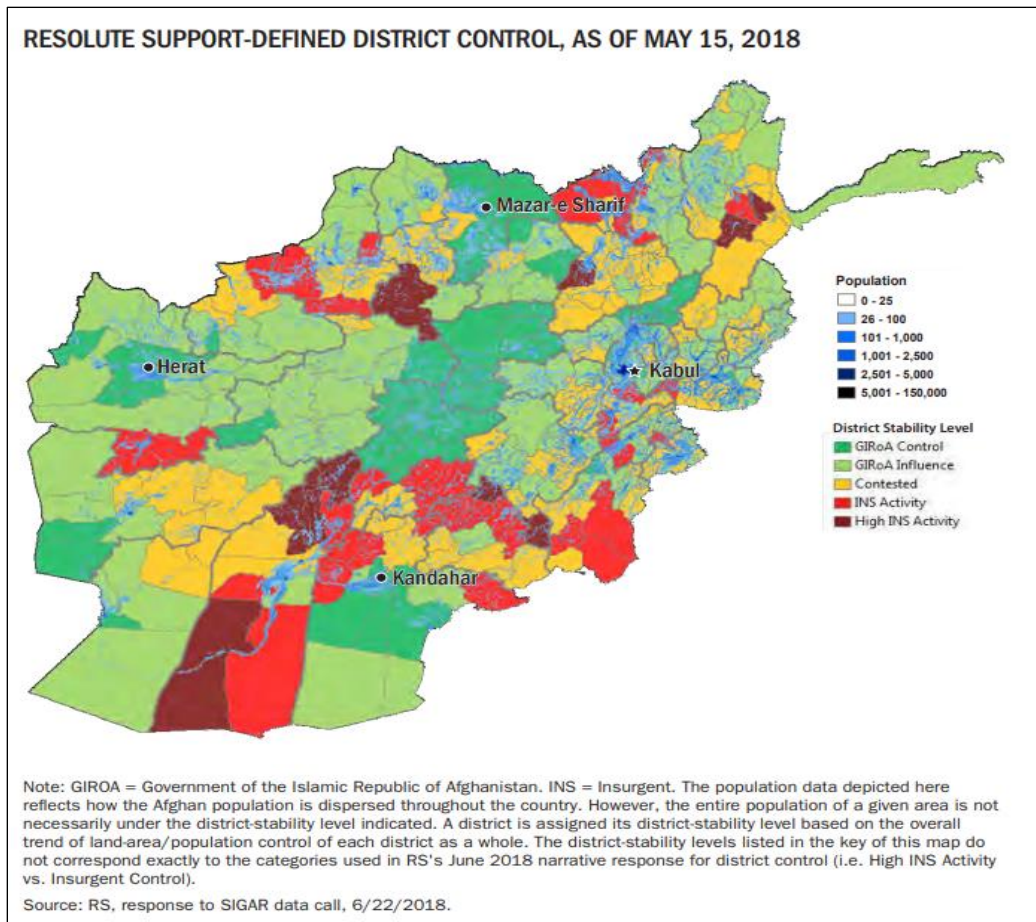 RESOLUTE SUPPORT-DEFINED DISTRICT CONTROL, AS OF MAY 15, 2018
Mazar-e Sharif
Herat
Kabul
Kandahar
Population
0 - 25
26 - 100
101 - 1,000
1,001 - 2,500
2,501 - 5,000
5,001 - 150,000
District Stability Level
GIRoA Control
GIRoA Influence
Contested
INS Activity
High INS Activity
Note: GIROA = Government of the Islamic Republic of Afghanistan. INS = Insurgent. The population data depicted here
reflects how the Afghan population is dispersed throughout the country. However, the entire population of a given area is not
necessarily under the district-stability level indicated. A district is assigned its district-stability level based on the overall
trend of land-area/population control of each district as a whole. The district-stability levels listed in the key of this map do
not correspond exactly to the categories used in RS's June 2018 narrative response for district control (i.e. High INS Activity
vs. Insurgent Control).
Source: RS, response to SIGAR data call, 6/22/2018.